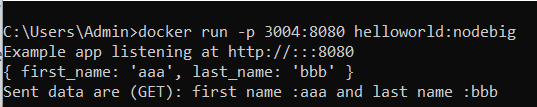 C:\Users\Admin>docker run -p 3004:8080 helloworld:nodebig
Example app listening at http://:::8080
{ first_name: 'aaa', last_name: 'bbb' }
Sent data are (GET): first name :aaa and last name :bbb